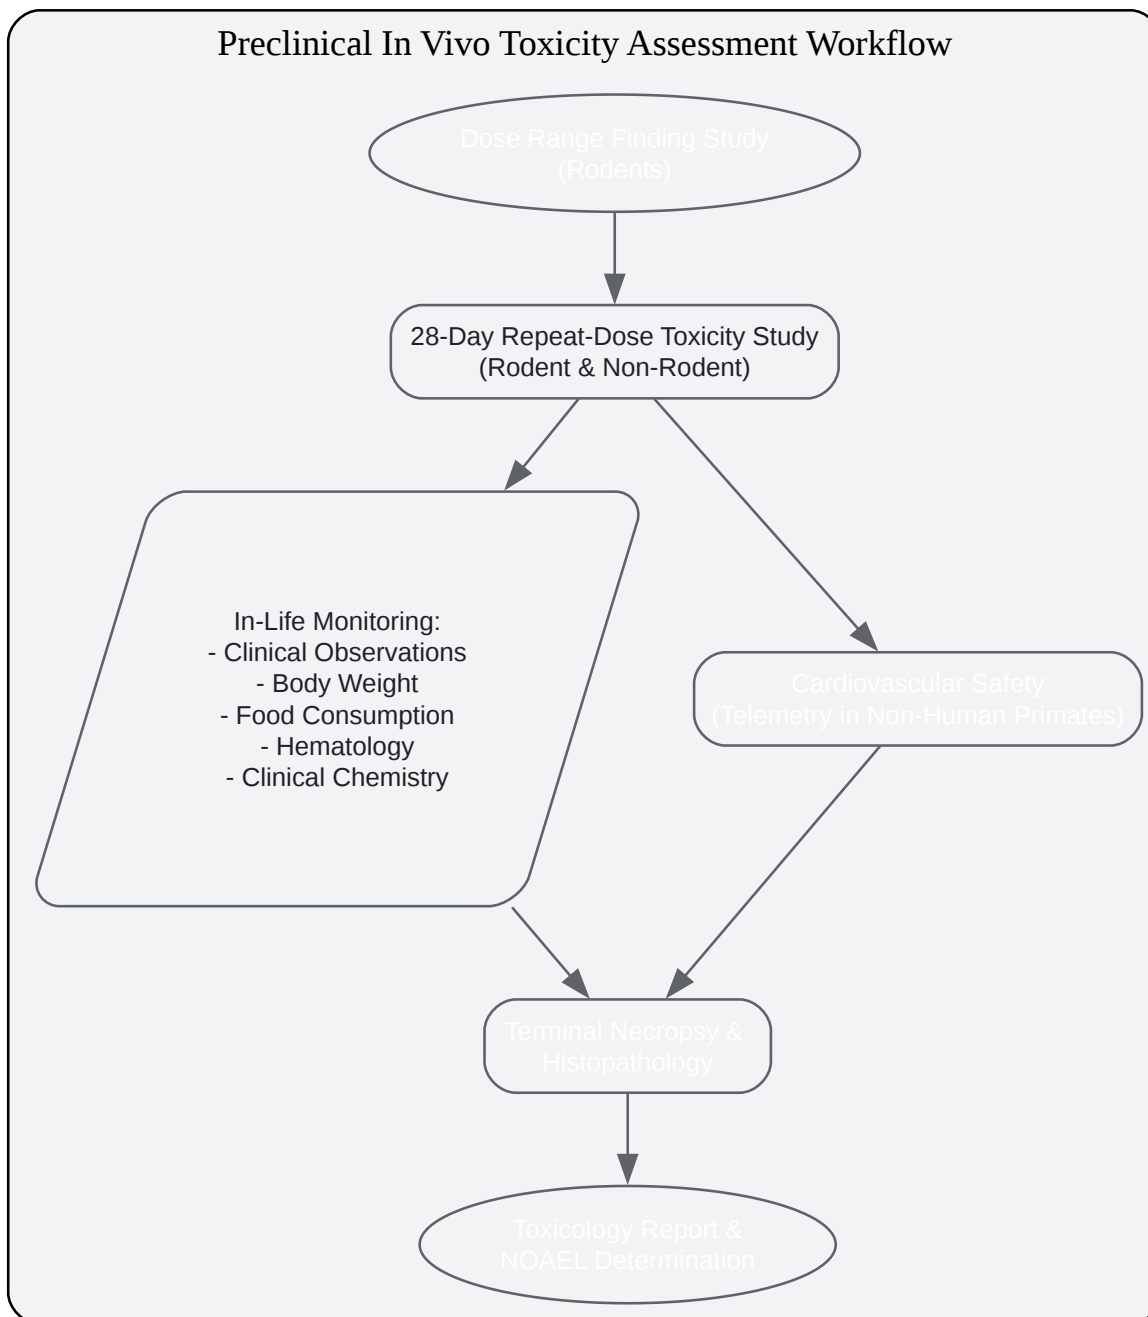 Preclinical In Vivo Toxicity Assessment Workflow
Dose Range Finding Study
(Rodents)
28-Day Repeat-Dose Toxicity Study
(Rodent & Non-Rodent)
In-Life Monitoring:
- Clinical Observations
- Body Weight
- Food Consumption
- Hematology
- Clinical Chemistry
Cardiovascular Safety
(Telemetry in Non-Human Primates)
Terminal Necropsy &
Histopathology
Toxicology Report &
NOAEL Determination